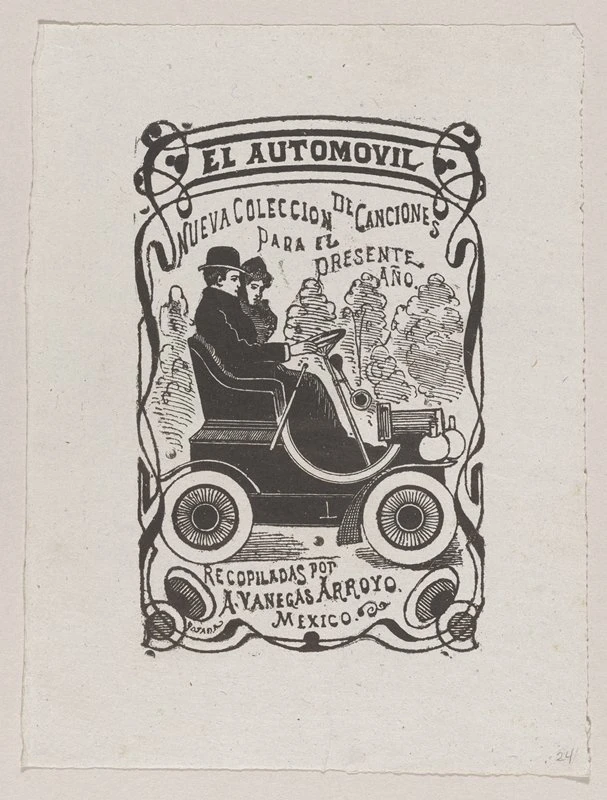 EL AUTOMOVIL
NUEVA COLECCION DE CANCIONES
PARA EL
PRESENTE
AÑO.
RECOPILADAS POR
A. VANEGAS ARROYO.
MEXICO.
POSADA
24